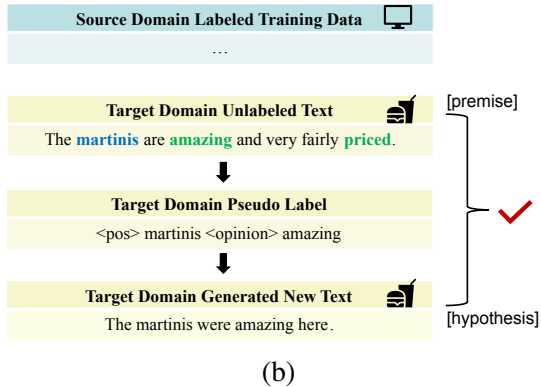 Source Domain Labeled Training Data
...
Target Domain Unlabeled Text
[premise]
The martinis are amazing and very fairly priced.
Target Domain Pseudo Label
<pos> martinis <opinion> amazing
Target Domain Generated New Text
The martinis were amazing here.
[hypothesis]
(b)